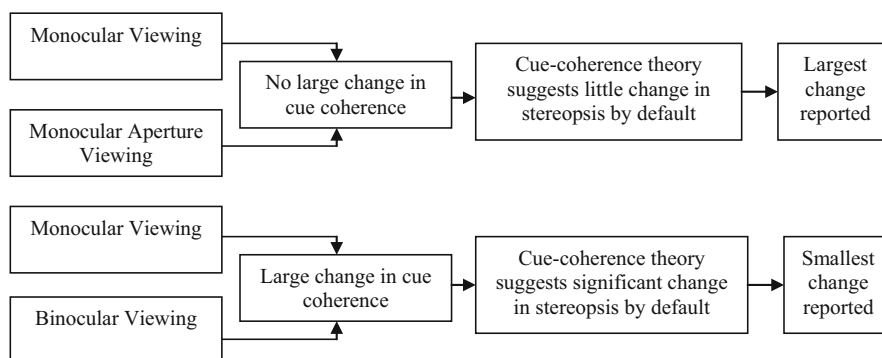 Monocular Viewing
Monocular Aperture
Viewing
No large change in
cue coherence
Cue-coherence theory
suggests little change in
stereopsis by default
Largest
change
reported
Monocular Viewing
Binocular Viewing
Large change in cue
coherence
Cue-coherence theory
suggests significant change
in stereopsis by default
Smallest
change
reported